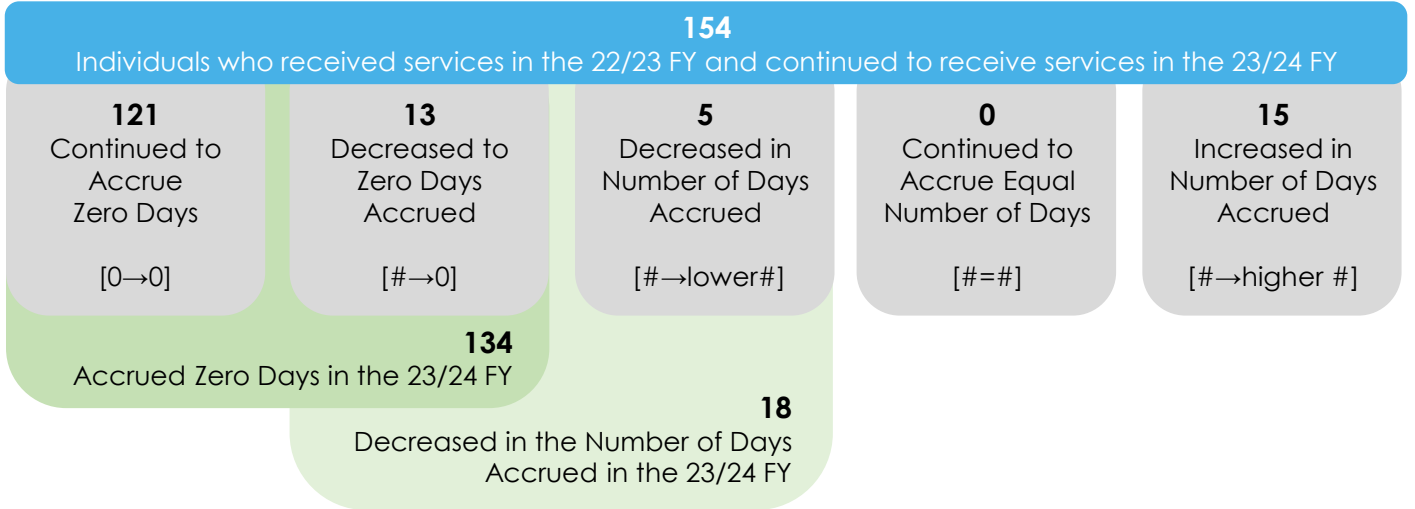 154
Individuals who received services in the 22/23 FY and continued to receive services in the 23/24 FY
121
Continued to
Accrue
Zero Days
[0→0]
13
Decreased to
Zero Days
Accrued
[#→0]
5
Decreased in
Number of Days
Accrued
[#→lower#]
0
Continued to
Accrue Equal
Number of Days
[#=#]
15
Increased in
Number of Days
Accrued
[#→higher #]
134
Accrued Zero Days in the 23/24 FY
18
Decreased in the Number of Days
Accrued in the 23/24 FY